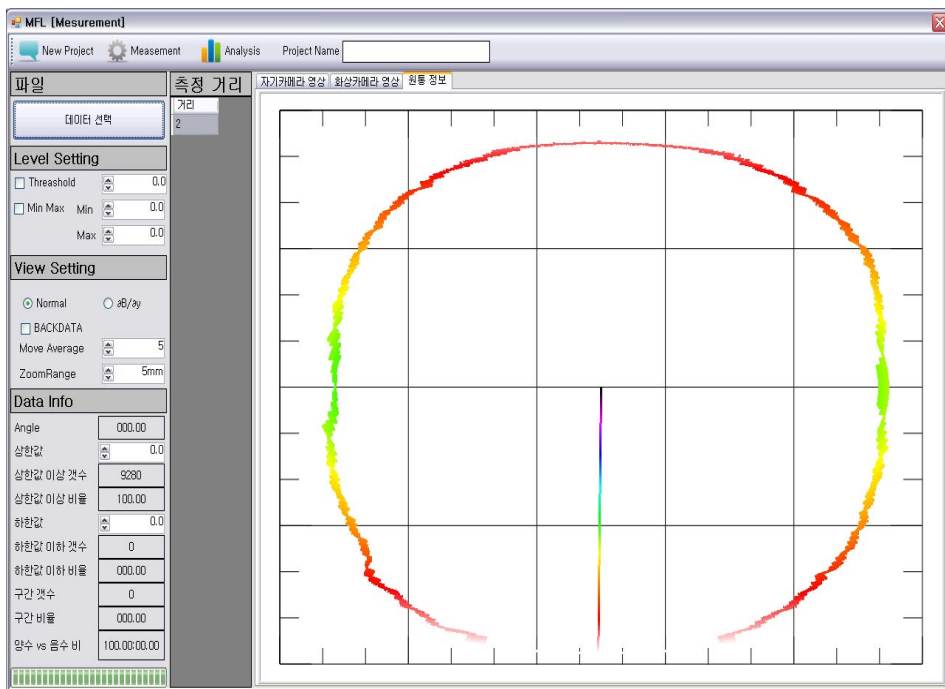 MFL [Mesurement]
New Project Measement Analysis Project Name
파일
데이터 선택
Level Setting
Threashold 0.0
Min Max Min 0.0
Max 0.0
View Setting
Normal ∂B/∂y
BACKDATA
Move Average 5
ZoomRange 5mm
Data Info
Angle 000.00
상한값 0.0
상한값 이상 갯수 9280
상한값 이상 비율 100.00
하한값 0.0
하한값 이하 갯수 0
하한값 이하 비율 000.00
구간 갯수 0
구간 비율 000.00
양수 vs 음수 비 100.00:00.00
측정 거리
거리
2
자기카메라 영상 화상카메라 영상 원통 정보